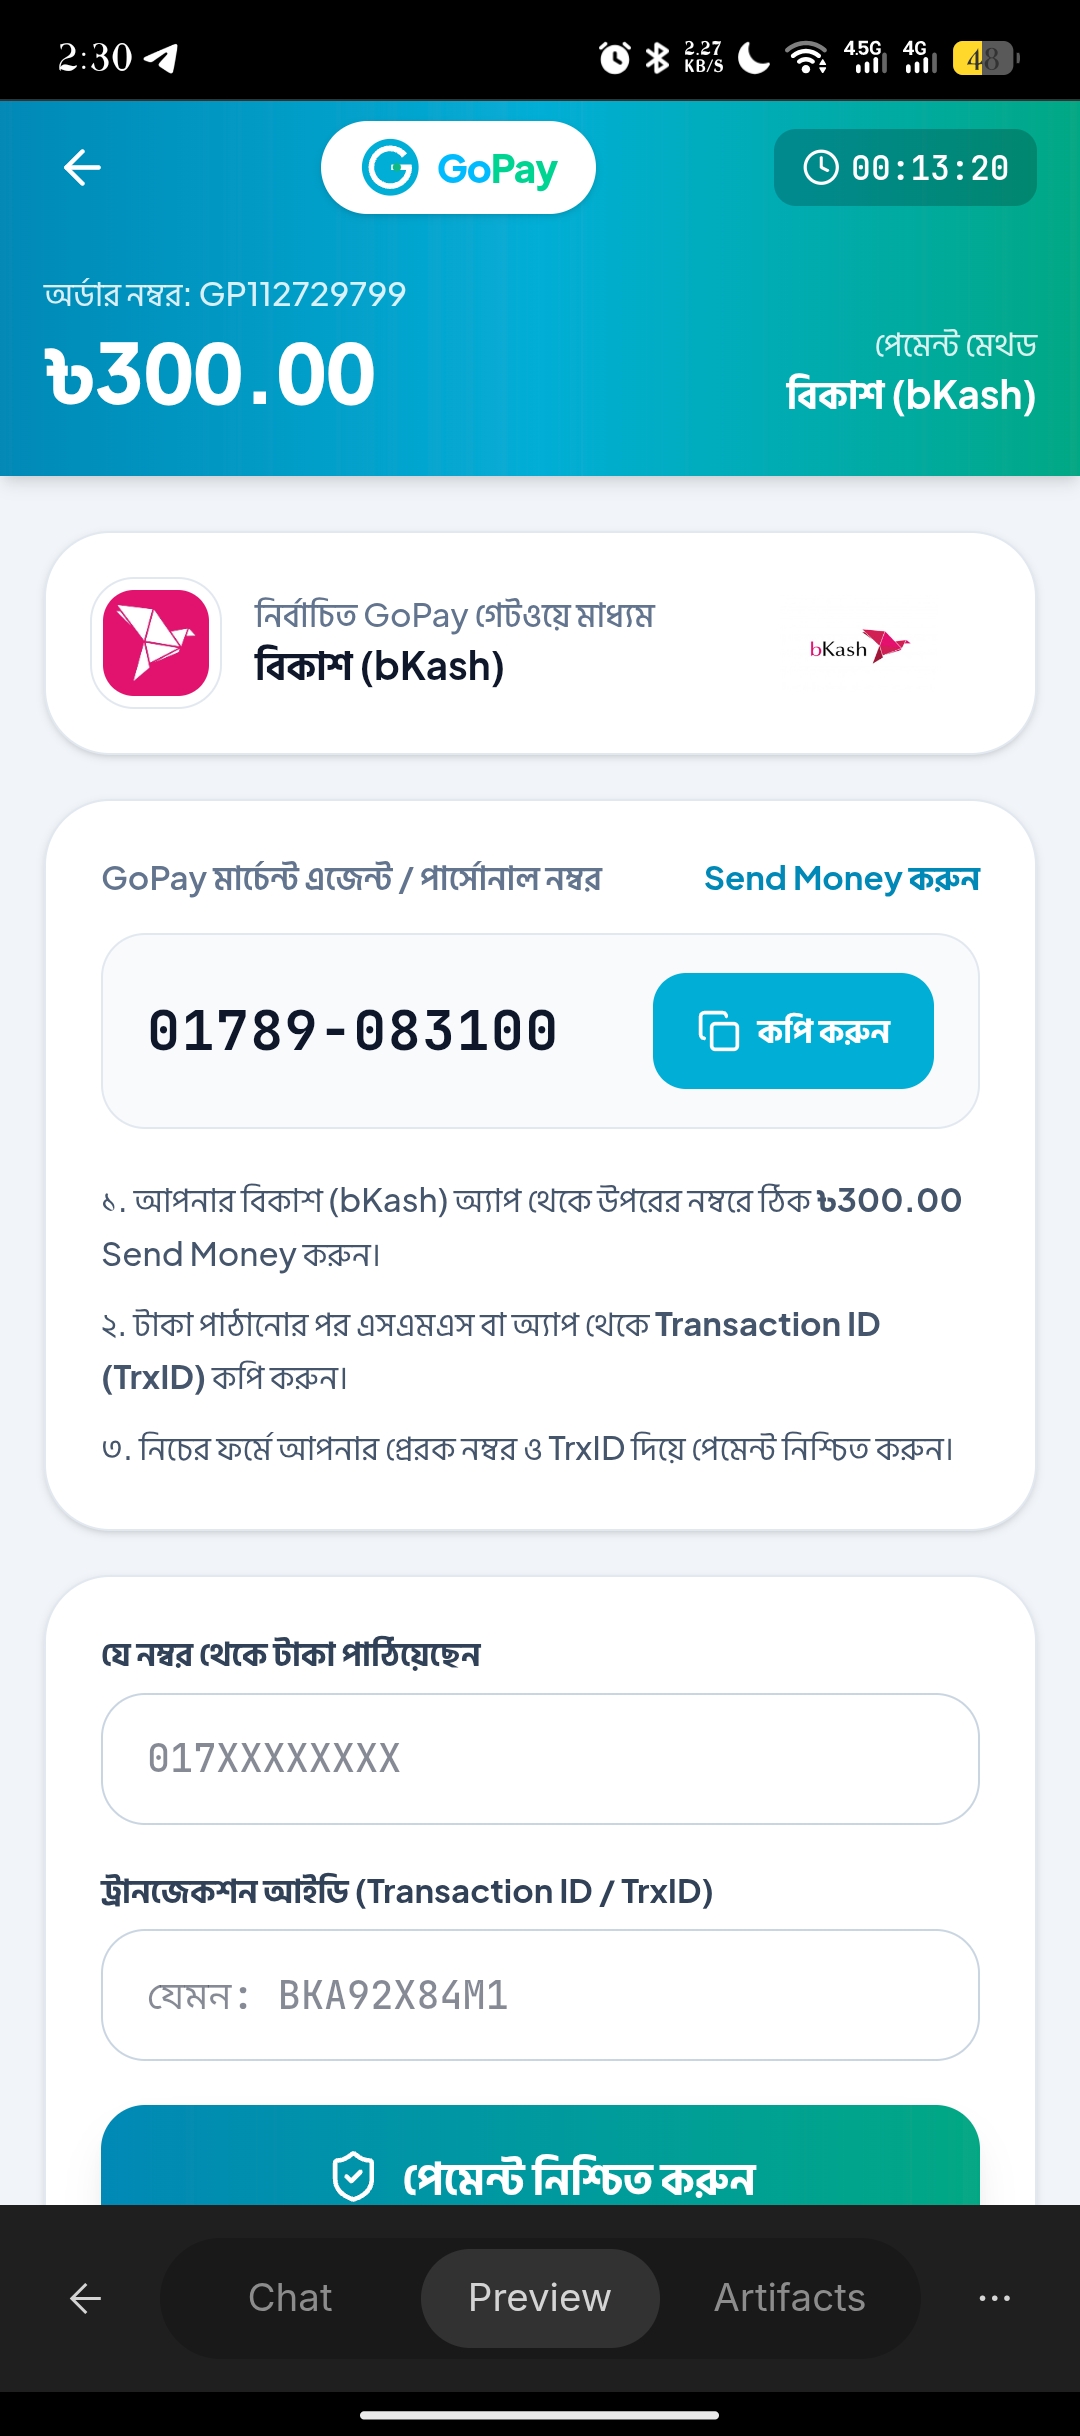 2:30
2.27 KB/S
4.5G
4G
48
GoPay
00:13:20
অর্ডার নম্বর: GP112729799
৳300.00
পেমেন্ট মেথড
বিকাশ (bKash)
নির্বাচিত GoPay গেটওয়ে মাধ্যম
বিকাশ (bKash)
bKash
GoPay মার্চেন্ট এজেন্ট / পার্সোনাল নম্বর
Send Money করুন
01789-083100
কপি করুন
১. আপনার বিকাশ (bKash) অ্যাপ থেকে উপরের নম্বরে ঠিক ৳300.00
Send Money করুন।
২. টাকা পাঠানোর পর এসএমএস বা অ্যাপ থেকে Transaction ID
(TrxID) কপি করুন।
৩. নিচের ফর্মে আপনার প্রেরক নম্বর ও TrxID দিয়ে পেমেন্ট নিশ্চিত করুন।
যে নম্বর থেকে টাকা পাঠিয়েছেন
017XXXXXXXX
ট্রানজেকশন আইডি (Transaction ID / TrxID)
যেমন: BKA92X84M1
পেমেন্ট নিশ্চিত করুন
Chat
Preview
Artifacts